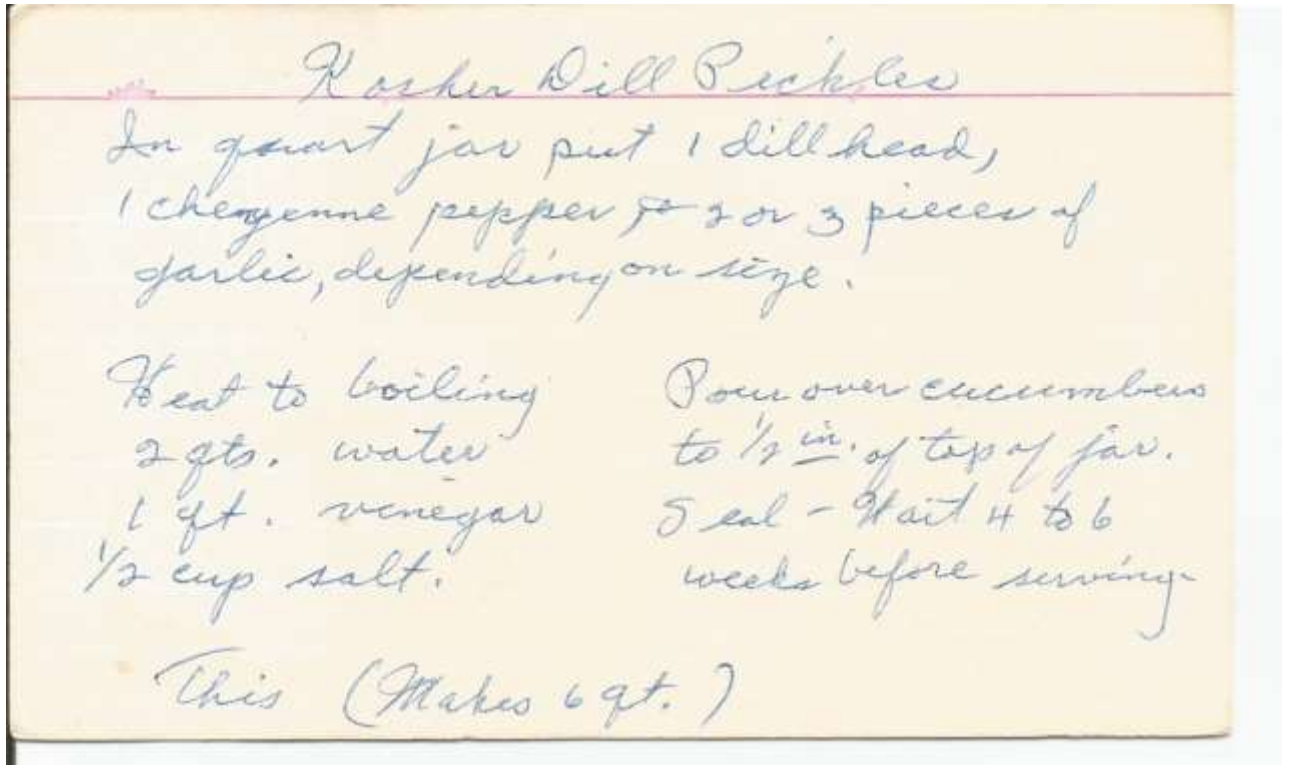 Kosher Dill Pickles
In quart jar put 1 dill head,
1 cheyenne pepper & 2 or 3 pieces of
garlic, depending on size.
Heat to boiling
2 qts. water
1 qt. vinegar
1/2 cup salt.
Pour over cucumbers
to 1/2 in. of top of jar.
Seal - Wait 4 to 6
weeks before serving-
This (Makes 6 qt.)